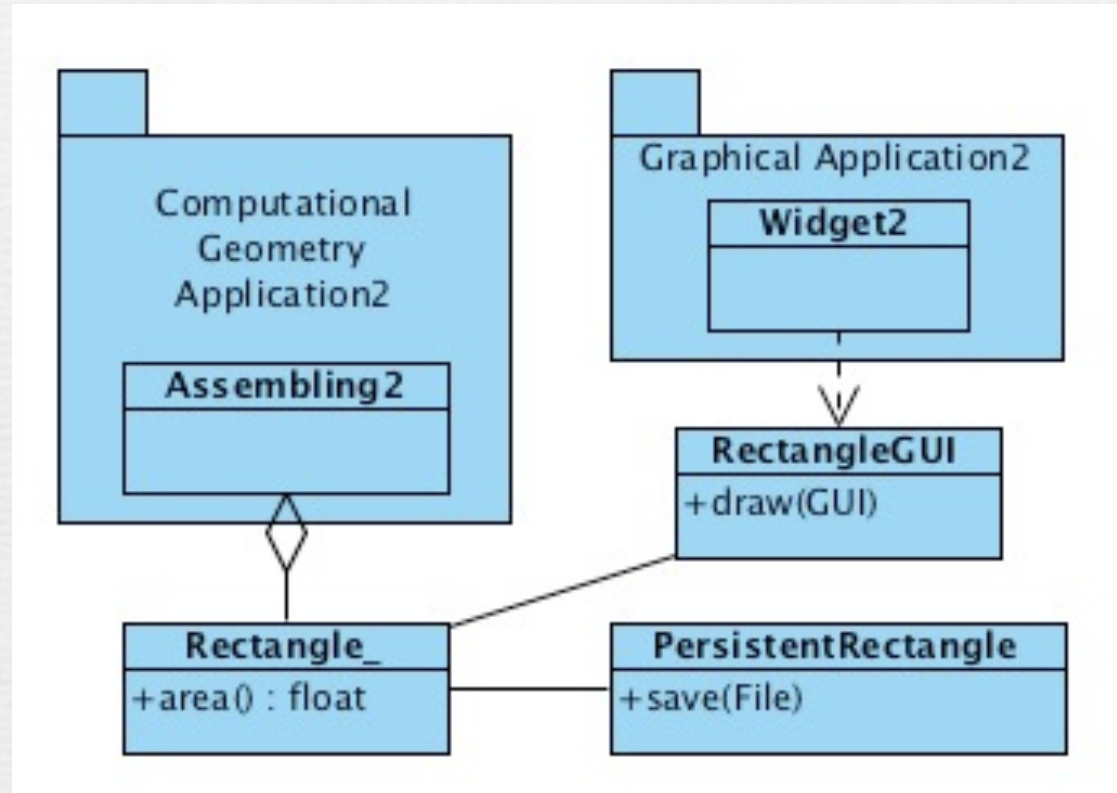 Computational
Geometry
Application2
Assembling2
Graphical Application2
Widget2
RectangleGUI
+draw(GUI)
Rectangle_
+area() : float
PersistentRectangle
+save(File)